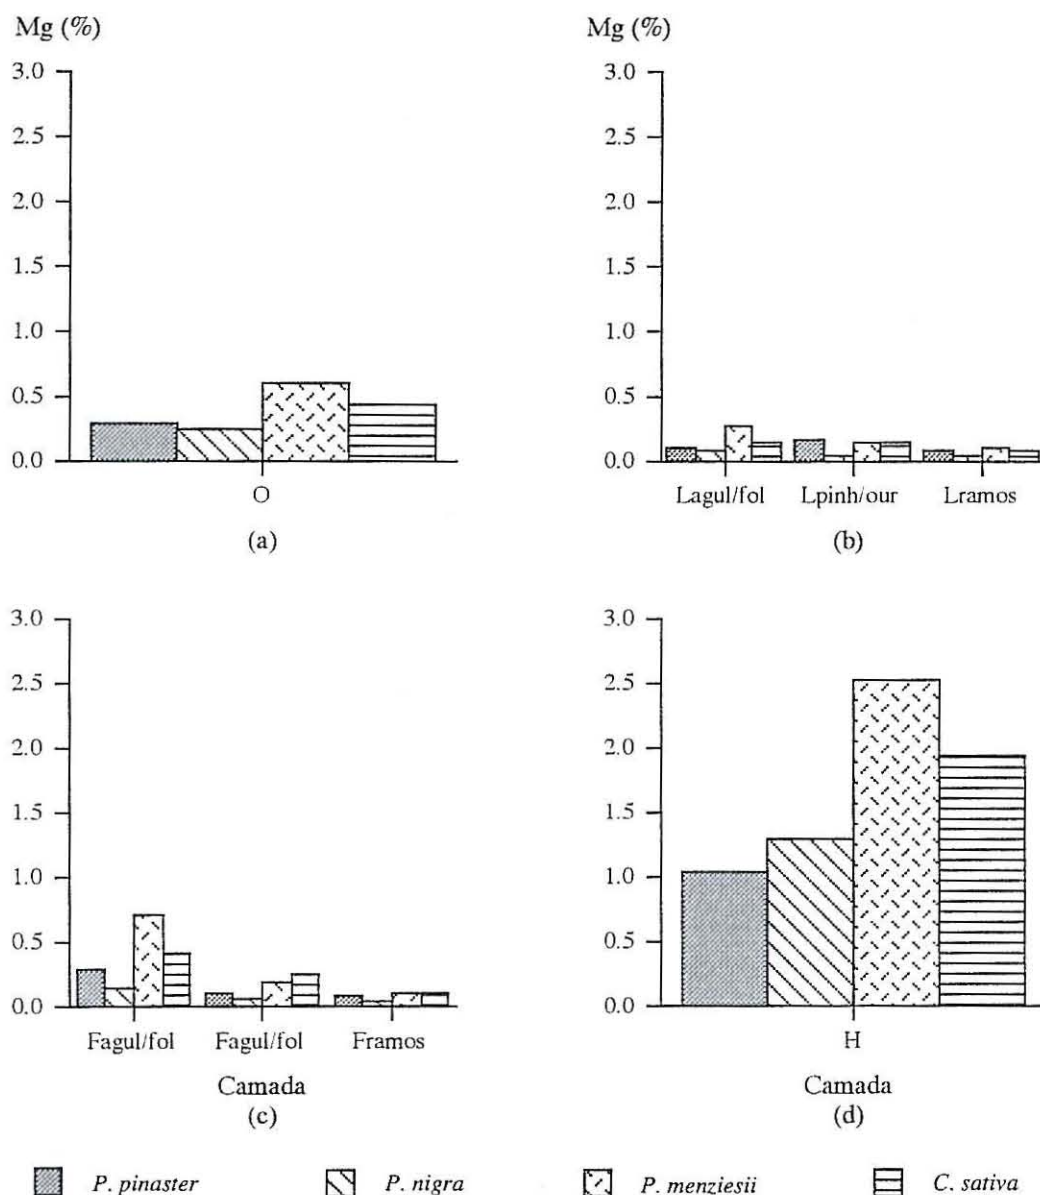 Mg (%)
3.0
2.5
2.0
1.5
1.0
0.5
0.0
O
(a)
Mg (%)
3.0
2.5
2.0
1.5
1.0
0.5
0.0
Lagul/fol Lpinh/our Lramos
(b)
3.0
2.5
2.0
1.5
1.0
0.5
0.0
Fagul/fol Fagul/fol Framos
Camada
(c)
3.0
2.5
2.0
1.5
1.0
0.5
0.0
H
Camada
(d)
P. pinaster P. nigra P. menziesii C. sativa